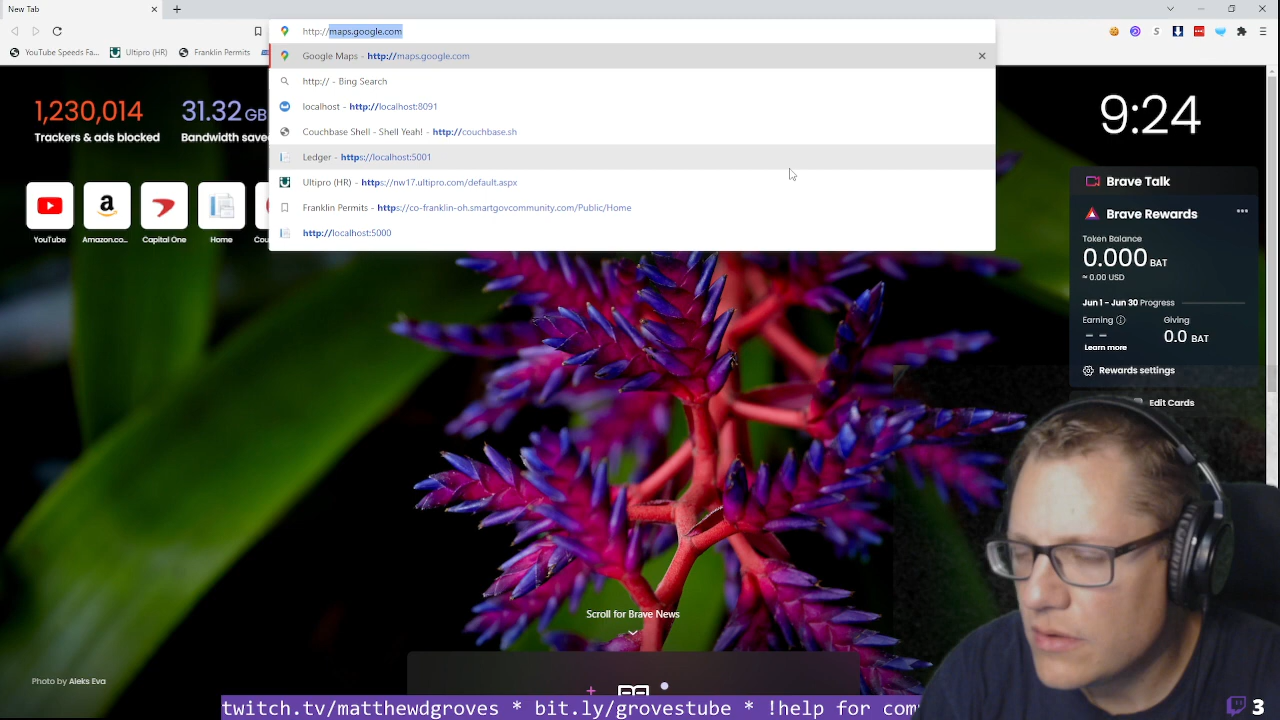 New Tab
http://maps.google.com
YouTube Speeds Fa...
Ultipro (HR)
Franklin Permits
Google Maps - http://maps.google.com
http:// - Bing Search
localhost - http://localhost:8091
Couchbase Shell - Shell Yeah! - http://couchbase.sh
Ledger - https://localhost:5001
Ultipro (HR) - https://nw17.ultipro.com/default.aspx
Franklin Permits - https://co-franklin-oh.smartgovcommunity.com/Public/Home
http://localhost:5000
1,230,014
Trackers & ads blocked
31.32 GB
Bandwidth save
9:24
YouTube
Amazon.co...
Capital One
Home
Brave Talk
Brave Rewards
Token Balance
0.000 BAT
≈ 0.00 USD
Jun 1 – Jun 30 Progress
Earning
Giving
-- --
0.0 BAT
Learn more
Rewards settings
Edit Cards
Scroll for Brave News
Photo by Aleks Eva
twitch.tv/matthewdgroves * bit.ly/grovestube * !help for com
3